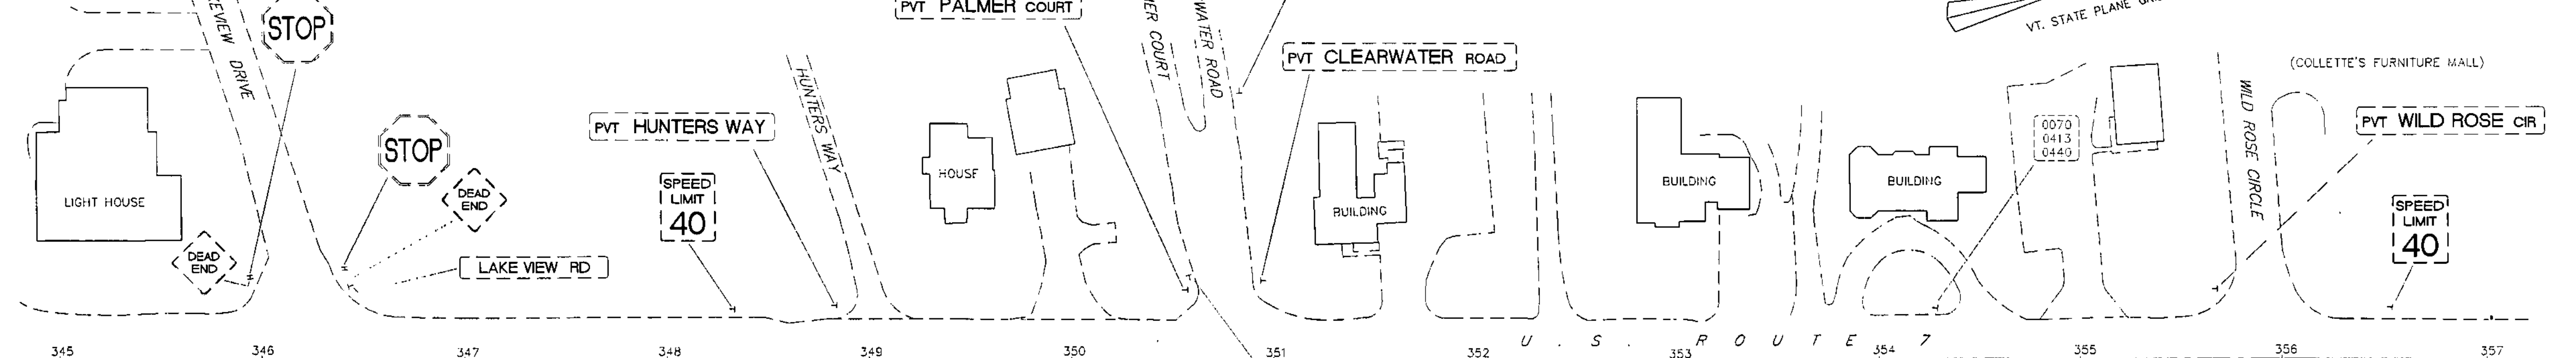 STOP
PVT PALMER COURT
VT. STATE PLANE
DRIVE
COURT
WATER ROAD
PVT CLEARWATER ROAD
(COLLETTE'S FURNITURE MALL)
STOP
DEAD
END
PVT HUNTERS WAY
HUNTERS WAY
SPEED
LIMIT
40
HOUSE
BUILDING
BUILDING
BUILDING
0070
0413
0440
WILD ROSE CIRCLE
PVT WILD ROSE CIR
SPEED
LIMIT
40
LIGHT HOUSE
DEAD
END
LAKE VIEW RD
U.S. ROUTE 7
345 346 347 348 349 350 351 352 353 354 355 356 357